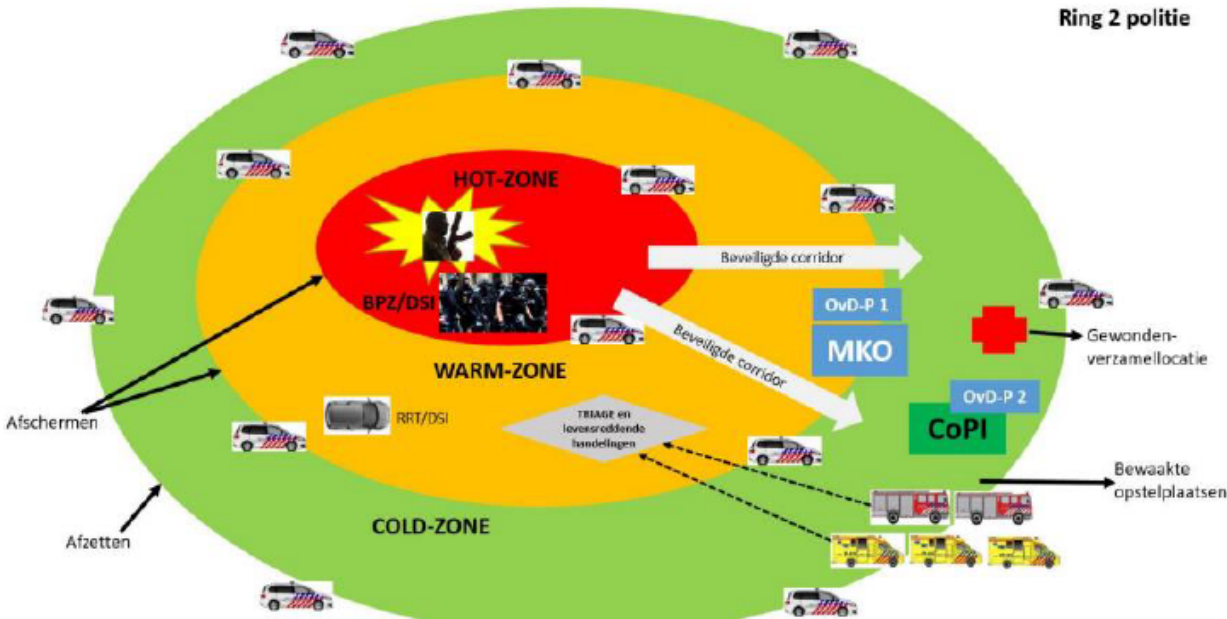 Ring 2 politie
HOT-ZONE
Beveiligde corridor
BPZ/DSI
OvD-P 1
MKO
Beveiligde corridor
Gewonden-
verzamellocatie
WARM-ZONE
OvD-P 2
CoPI
Afschermen
RRT/DSI
TRIAGE en
levensreddende
handelingen
Bewaakte
opstelplaatsen
COLD-ZONE
Afzetten